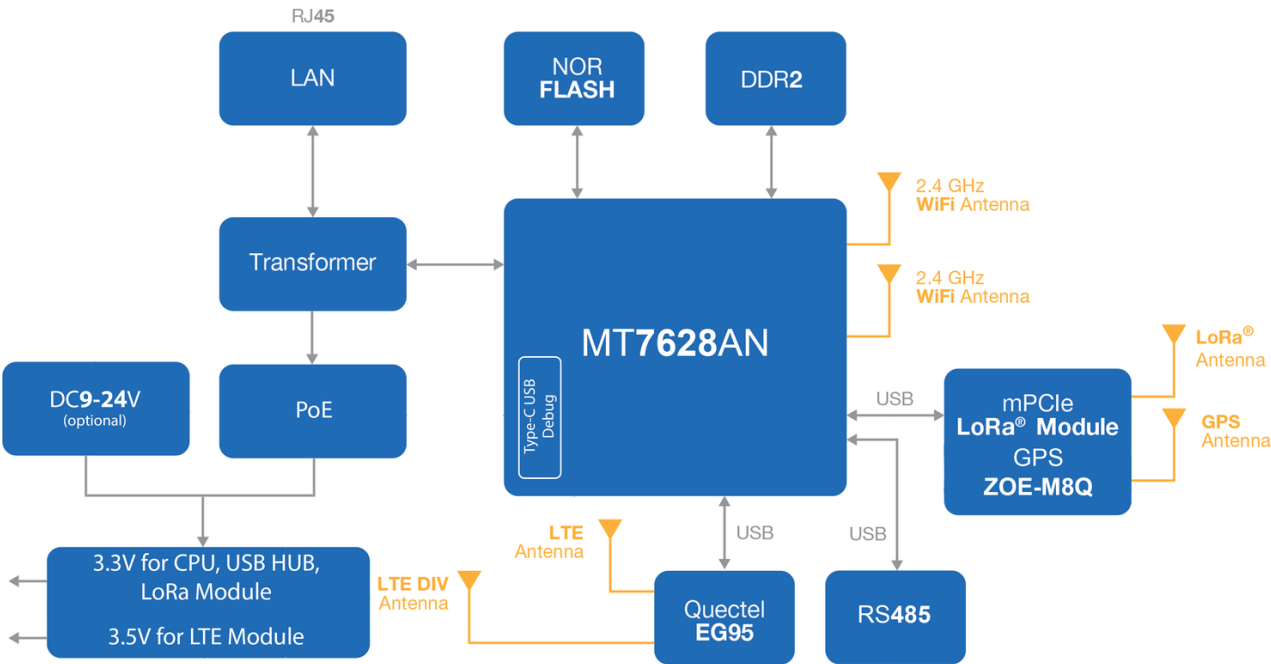 RJ45
LAN
NOR
FLASH
DDR2
2.4 GHz
WiFi Antenna
Transformer
2.4 GHz
WiFi Antenna
MT7628AN
LoRa®
Antenna
DC9-24V
(optional)
PoE
Type-C USB
Debug
USB
mPCIe
LoRa® Module
GPS
ZOE-M8Q
GPS
Antenna
LTE
Antenna
USB
USB
3.3V for CPU, USB HUB,
LoRa Module
3.5V for LTE Module
LTE DIV
Antenna
Quectel
EG95
RS485